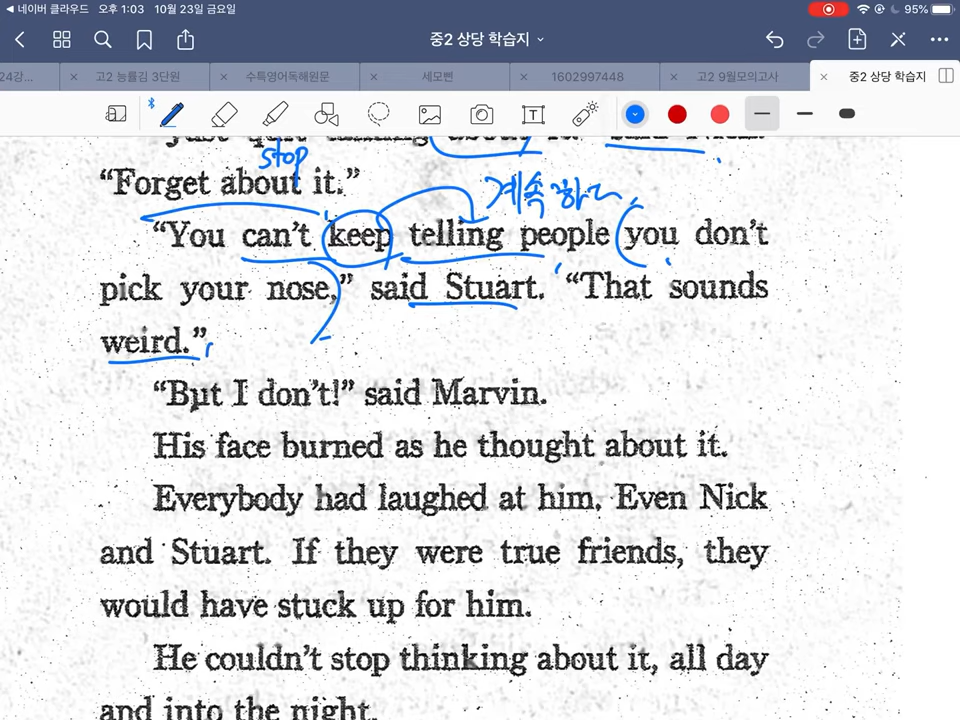 ◀ 네이버 클라우드 오후 1:03 10월 23일 금요일 95%
중2 상당 학습지
24강... × 고2 능률김 3단원 × 수특영어독해원문 × 세모삔 × 1602997448 × 고2 9월모의고사 × 중2 상당 학습지
stop
“Forget about it.”
계속 하다
“You can’t keep telling people you don’t
pick your nose,” said Stuart. “That sounds
weird.”
“But I don’t!” said Marvin.
His face burned as he thought about it.
Everybody had laughed at him. Even Nick
and Stuart. If they were true friends, they
would have stuck up for him.
He couldn’t stop thinking about it, all day
and into the night.